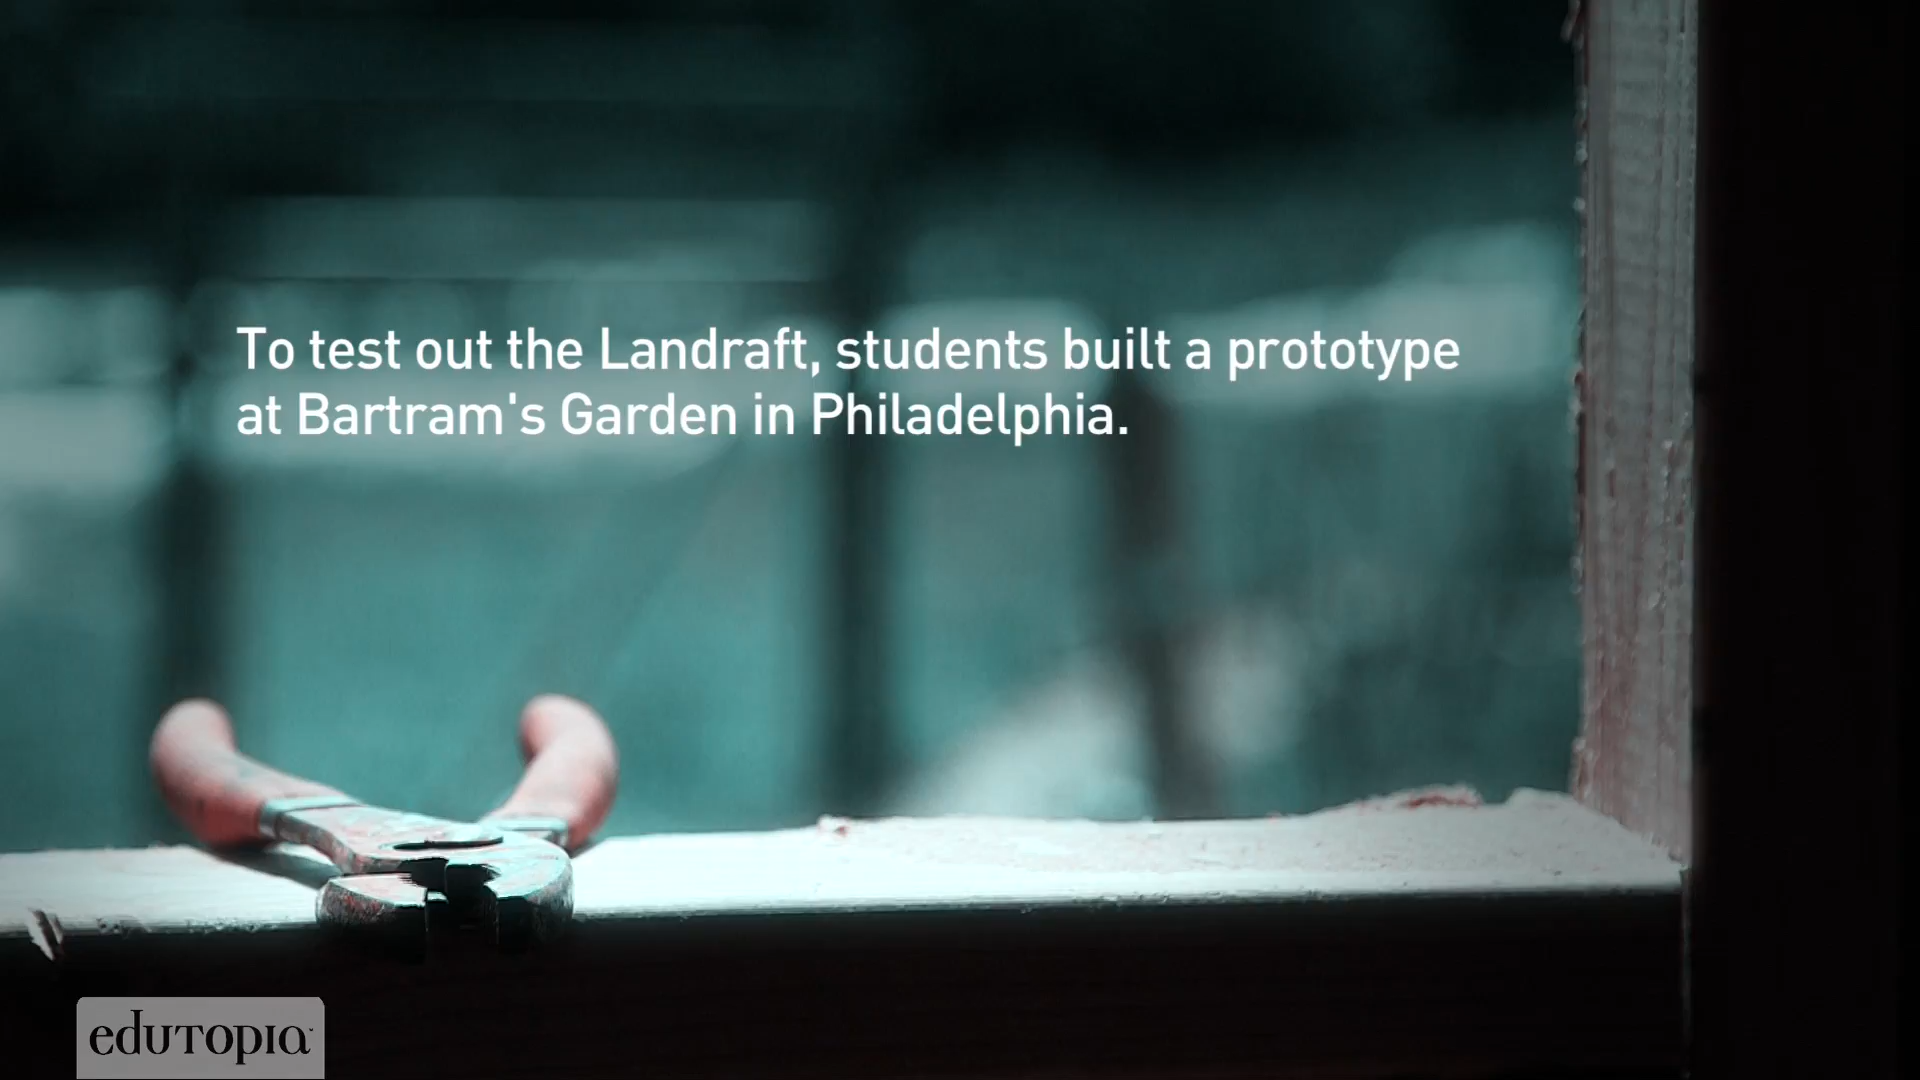 To test out the Landraft, students built a prototype
at Bartram's Garden in Philadelphia.
edUTOPIA